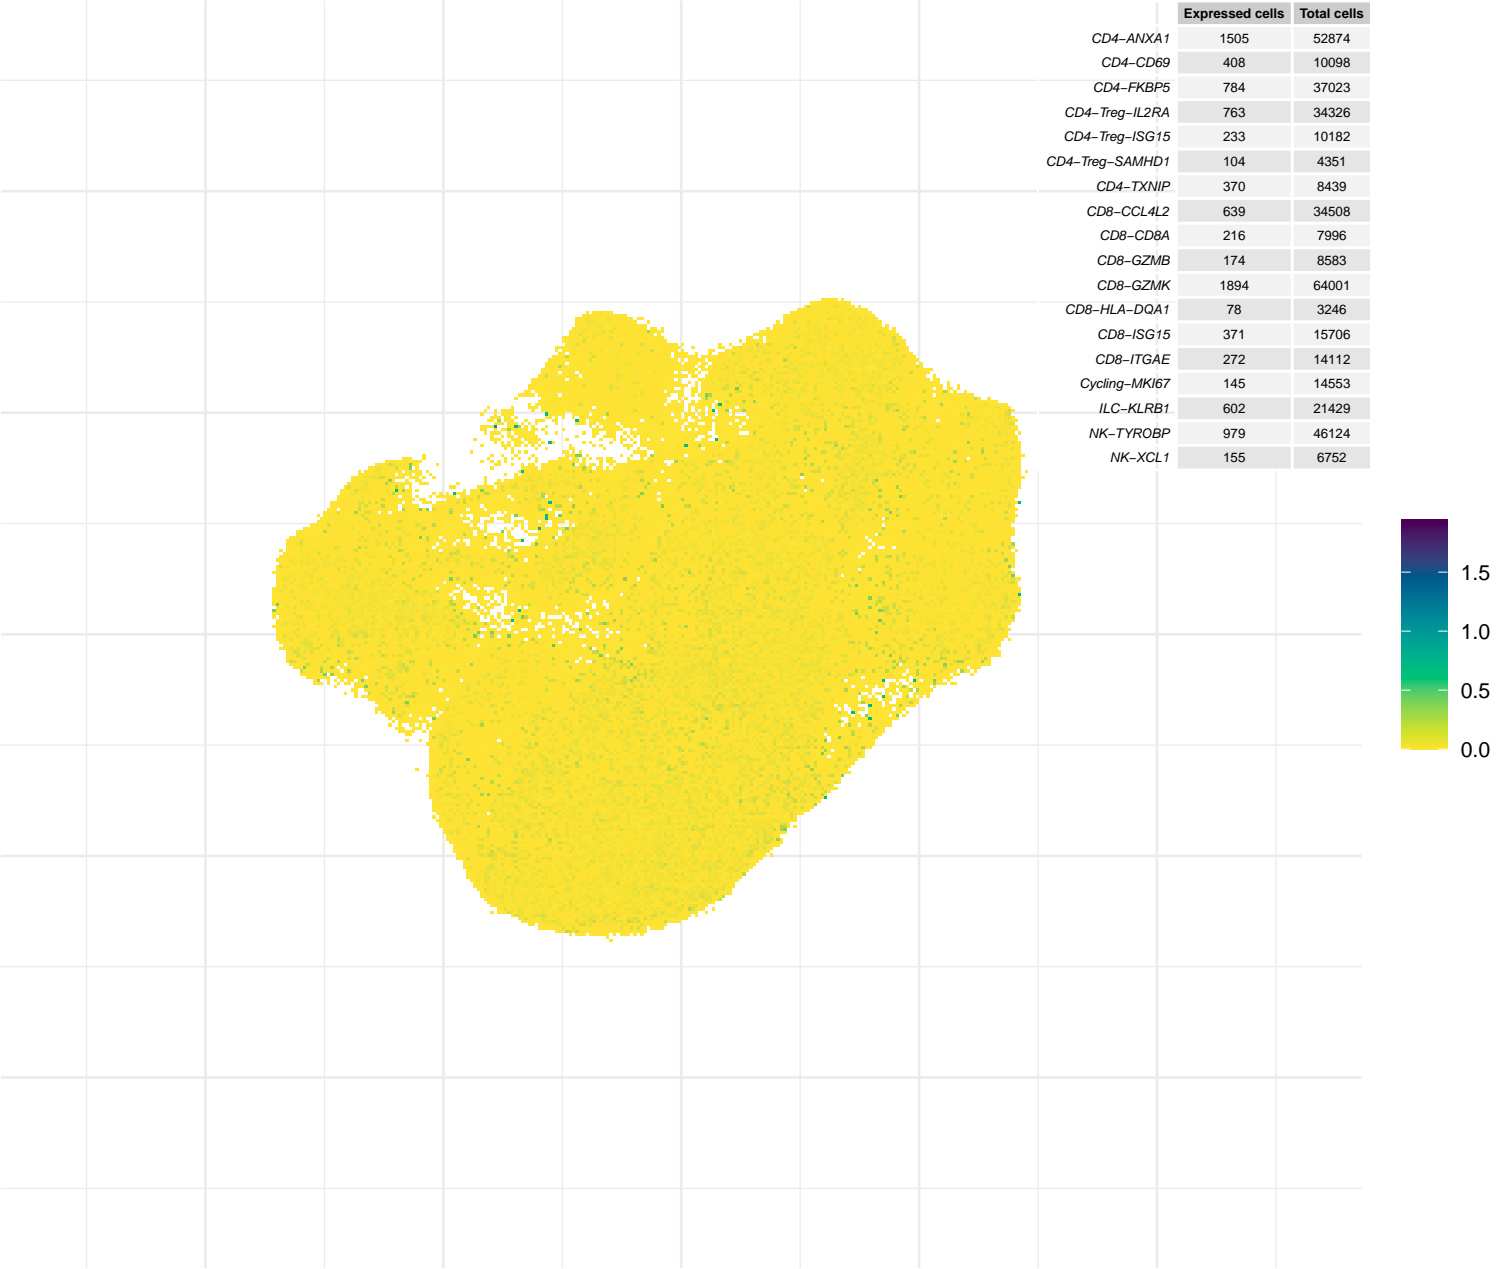 Expressed cells Total cells
CD4−ANXA1 1505 52874
CD4−CD69 408 10098
CD4−FKBP5 784 37023
CD4−Treg−IL2RA 763 34326
CD4−Treg−ISG15 233 10182
CD4−Treg−SAMHD1 104 4351
CD4−TXNIP 370 8439
CD8−CCL4L2 639 34508
CD8−CD8A 216 7996
CD8−GZMB 174 8583
CD8−GZMK 1894 64001
CD8−HLA−DQA1 78 3246
CD8−ISG15 371 15706
CD8−ITGAE 272 14112
Cycling−MKI67 145 14553
ILC−KLRB1 602 21429
NK−TYROBP 979 46124
NK−XCL1 155 6752
1.5
1.0
0.5
0.0